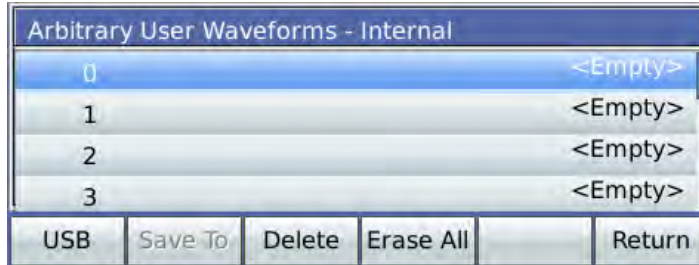 Arbitrary User Waveforms - Internal
0 <Empty>
1 <Empty>
2 <Empty>
3 <Empty>
USB Save To Delete Erase All Return